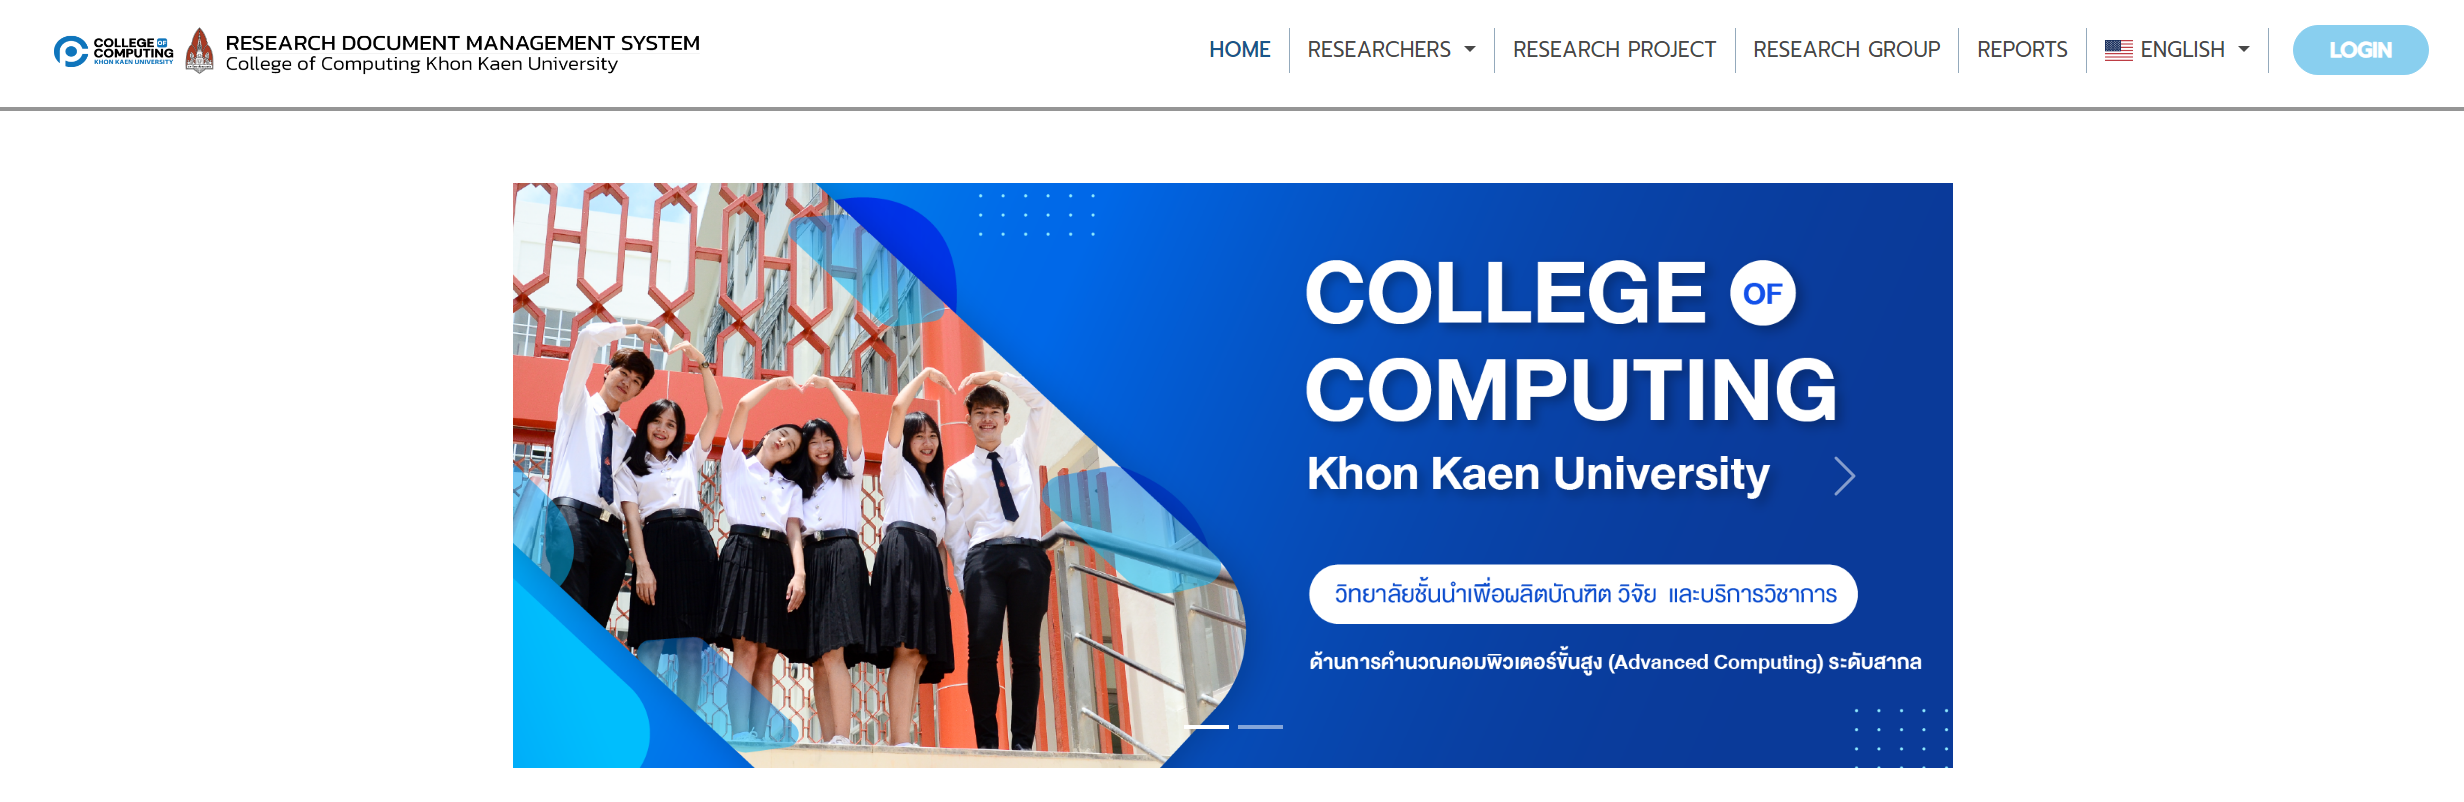 COLLEGE OF
COMPUTING
KHON KAEN UNIVERSITY
RESEARCH DOCUMENT MANAGEMENT SYSTEM
College of Computing Khon Kaen University
HOME
RESEARCHERS
RESEARCH PROJECT
RESEARCH GROUP
REPORTS
ENGLISH
LOGIN
COLLEGE OF
COMPUTING
Khon Kaen University
วิทยาลัยชั้นนำเพื่อผลิตบัณฑิต วิจัย และบริการวิชาการ
ด้านการคำนวณคอมพิวเตอร์ขั้นสูง (Advanced Computing) ระดับสากล